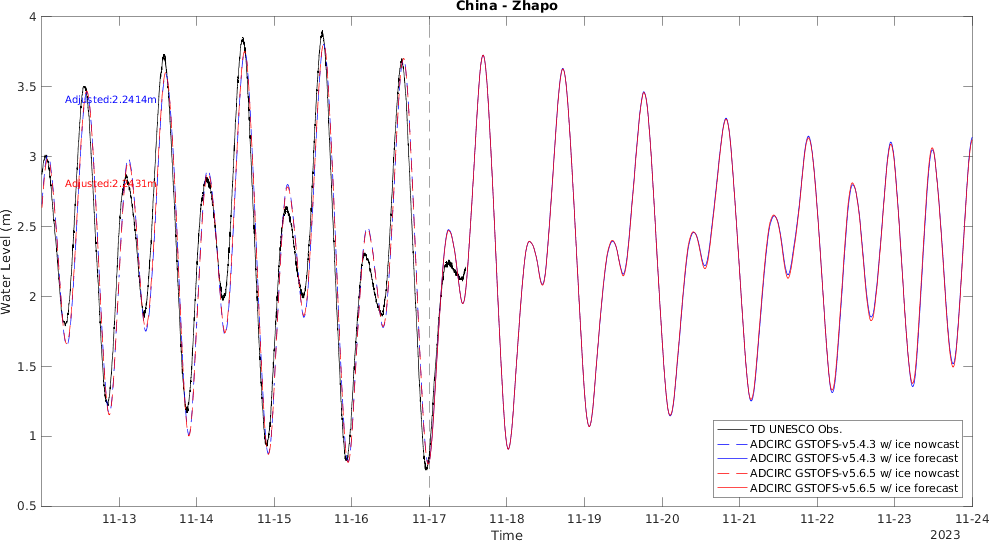 China - Zhapo
4
3.5
3
2.5
2
1.5
1
0.5
Water Level (m)
Adjusted:2.2414m
Adjusted:2.2431m
TD UNESCO Obs.
ADCIRC GSTOFS-v5.4.3 w/ ice nowcast
ADCIRC GSTOFS-v5.4.3 w/ ice forecast
ADCIRC GSTOFS-v5.6.5 w/ ice nowcast
ADCIRC GSTOFS-v5.6.5 w/ ice forecast
11-13 11-14 11-15 11-16 11-17 11-18 11-19 11-20 11-21 11-22 11-23 11-24
Time
2023